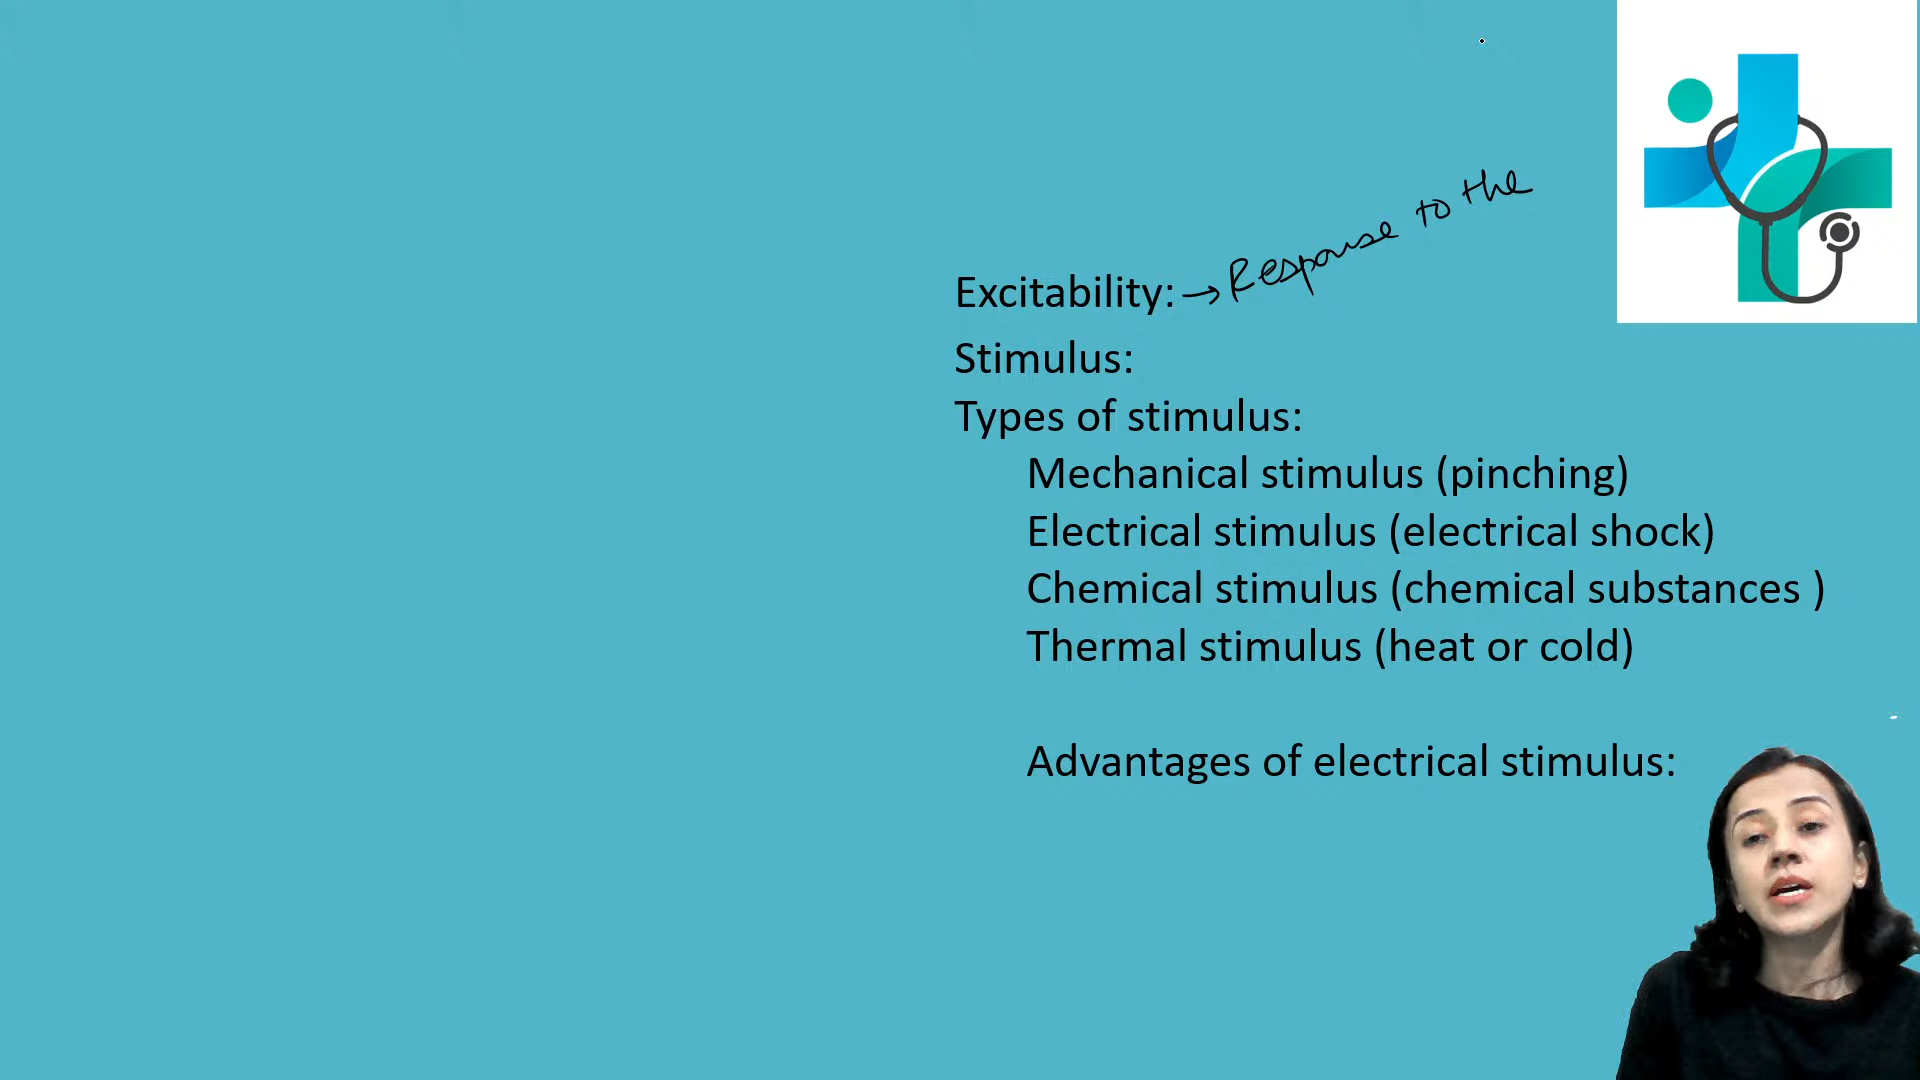 Excitability: → Response to the
Stimulus:
Types of stimulus:
Mechanical stimulus (pinching)
Electrical stimulus (electrical shock)
Chemical stimulus (chemical substances )
Thermal stimulus (heat or cold)
Advantages of electrical stimulus: